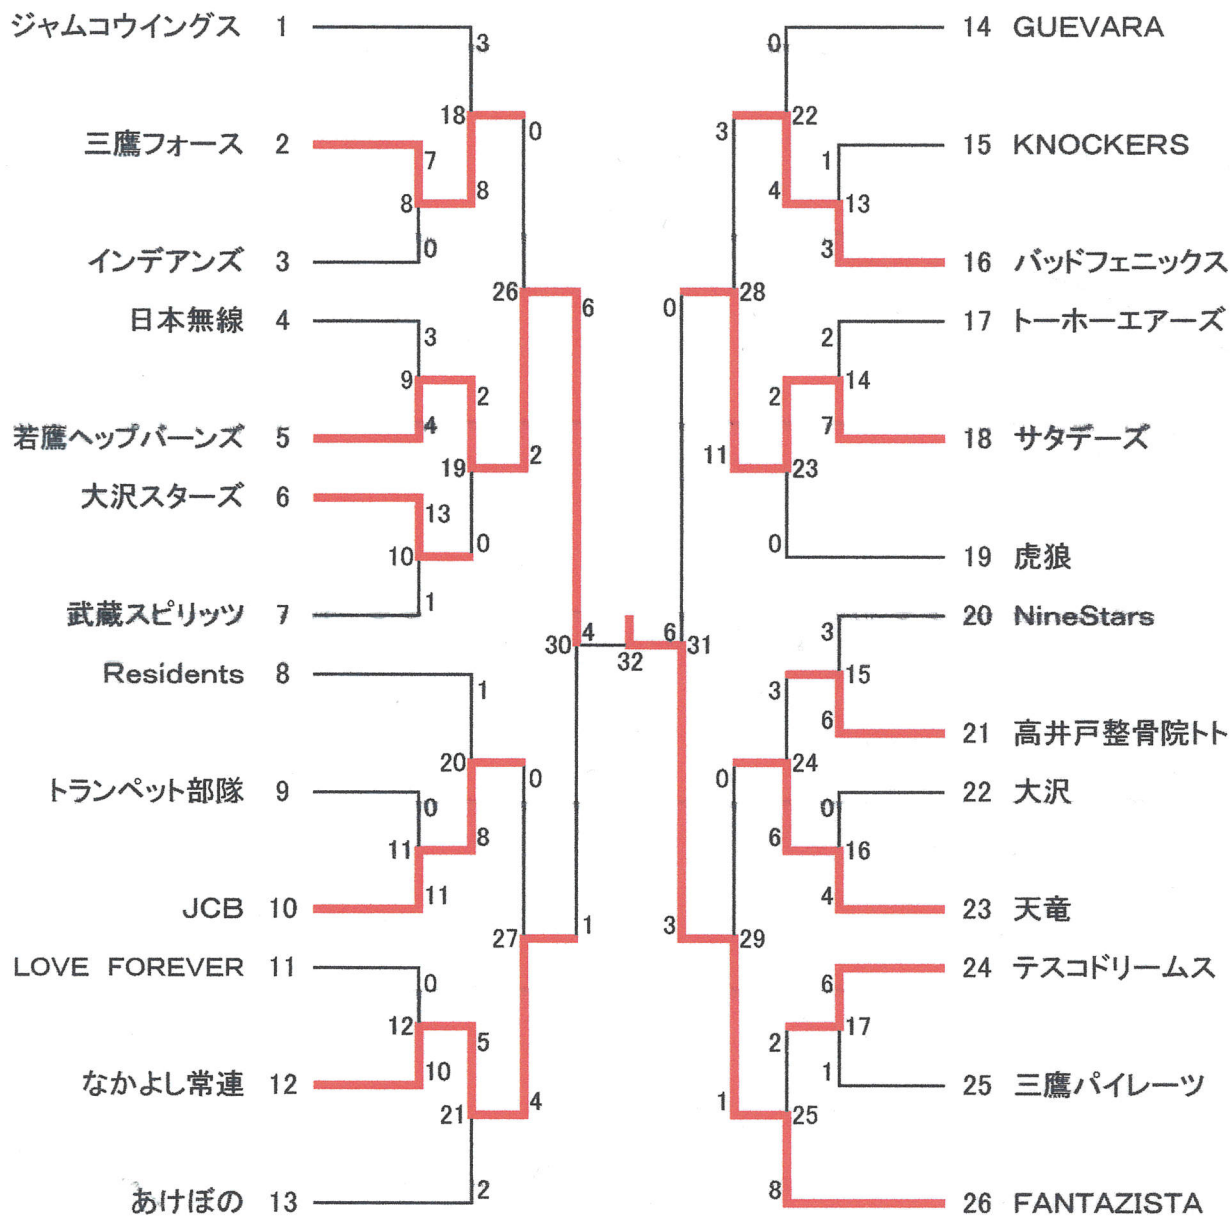 ジャムコウイングス 1
3
18
0
三鷹フォース 2
7
8
8
0
インデアンズ 3
26
6
日本無線 4
3
9
2
4
若鷹ヘップバーンズ 5
19
2
大沢スターズ 6
13
10
0
1
武蔵スピリッツ 7
30
4
32
Residents 8
1
20
0
トランペット部隊 9
0
11
8
11
JCB 10
27
1
LOVE FOREVER 11
0
12
5
10
なかよし常連 12
21
4
2
あけぼの 13
14 GUEVARA
0
3
22
15 KNOCKERS
1
4
13
3
16 バッドフェニックス
0
28
17 トーホーエアーズ
2
2
14
7
18 サタデーズ
11
23
0
19 虎狼
20 NineStars
3
6
31
3
15
6
21 高井戸整骨院トト
0
24
22 大沢
0
6
16
4
23 天竜
3
29
24 テスコドリームス
6
2
17
1
25 三鷹パイレーツ
1
25
8
26 FANTAZISTA